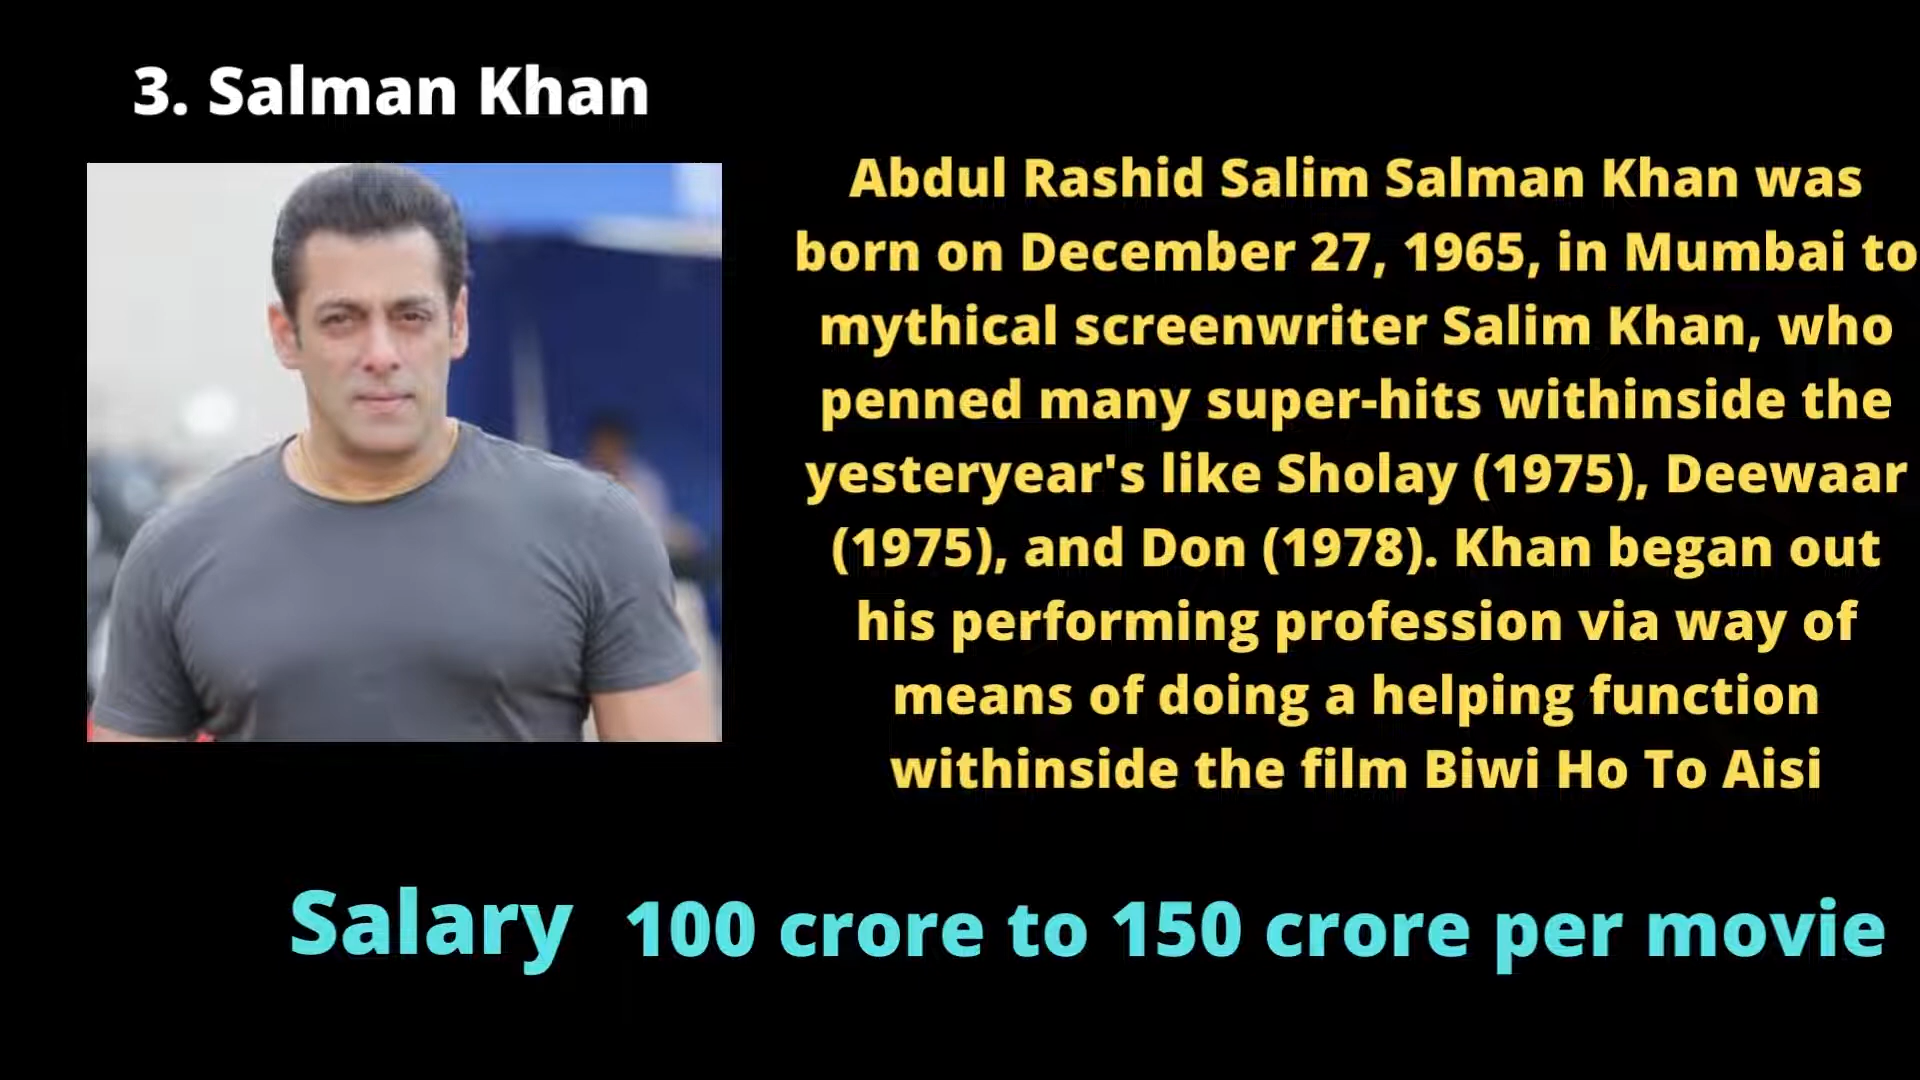 3. Salman Khan
Abdul Rashid Salim Salman Khan was
born on December 27, 1965, in Mumbai to
mythical screenwriter Salim Khan, who
penned many super-hits withinside the
yesteryear's like Sholay (1975), Deewaar
(1975), and Don (1978). Khan began out
his performing profession via way of
means of doing a helping function
withinside the film Biwi Ho To Aisi
Salary 100 crore to 150 crore per movie